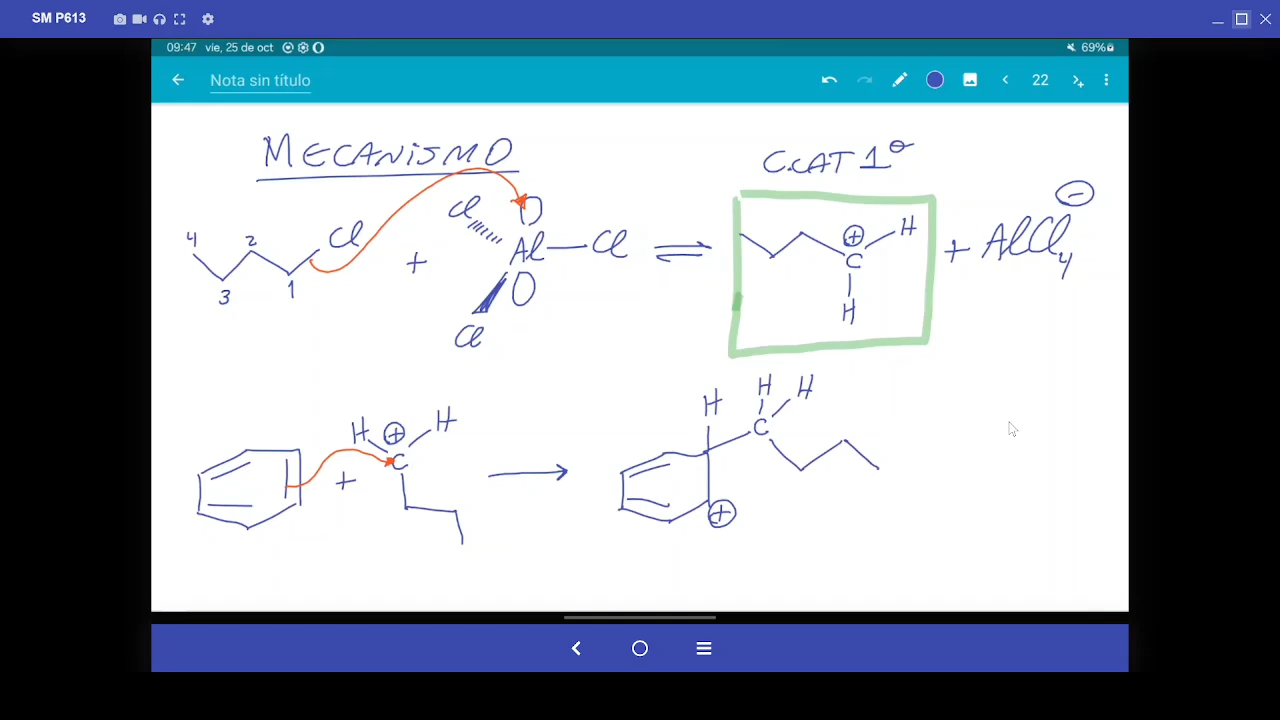 SM P613
09:47 vie, 25 de oct 69%
Nota sin título 22
MECANISMO
C.CAT 1º
4 3 2 1 Cl + Cl Al Cl Cl ⇌ ⊕ C H H + AlCl4 ⊖
+ H ⊕ H C → H H H C ⊕